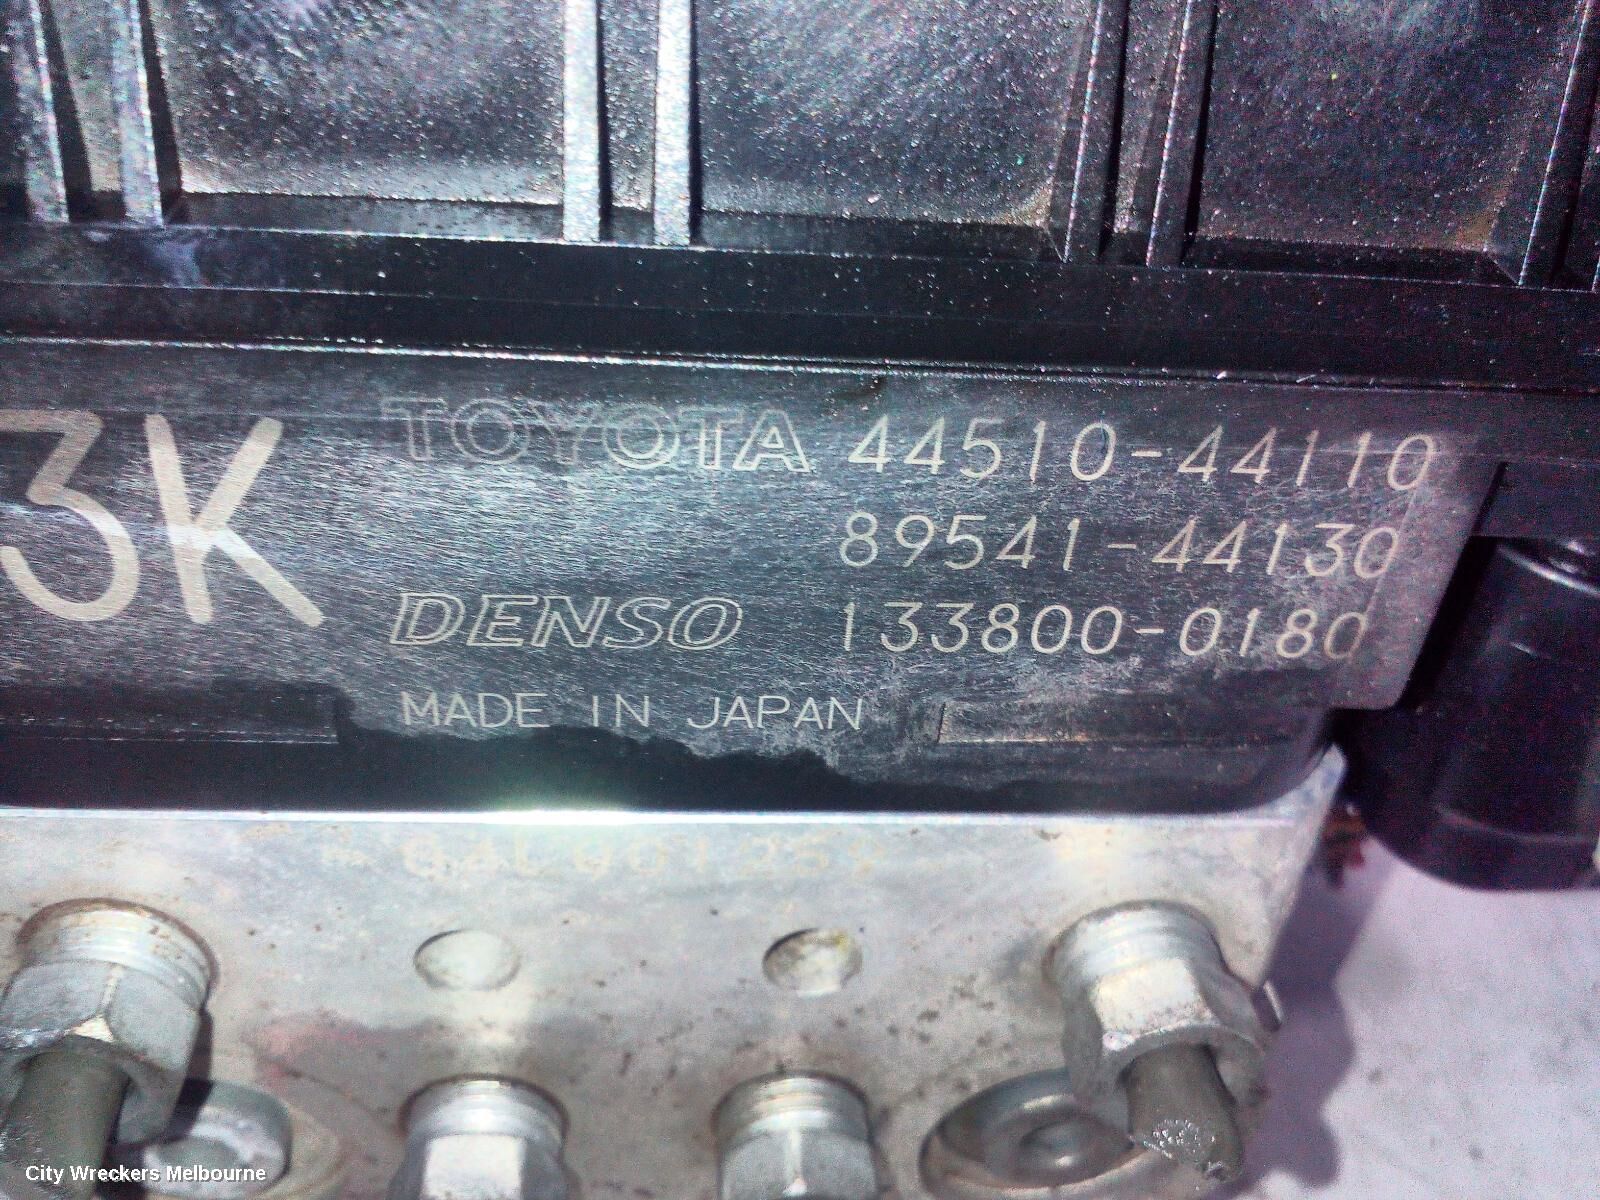 3K
TOYOTA 44510-44110
89541-44130
DENSO 133800-0180
MADE IN JAPAN
City Wreckers Melbourne